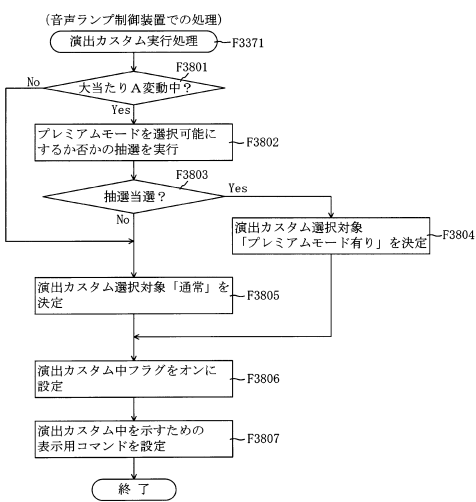 (音声ランプ制御装置での処理)
演出カスタム実行処理
F3371
F3801
大当たりA変動中?
No
Yes
プレミアムモードを選択可能に
するか否かの抽選を実行
F3802
F3803
抽選当選?
Yes
No
演出カスタム選択対象
「プレミアムモード有り」を決定
F3804
演出カスタム選択対象「通常」を
決定
F3805
演出カスタム中フラグをオンに
設定
F3806
演出カスタム中を示すための
表示用コマンドを設定
F3807
終了